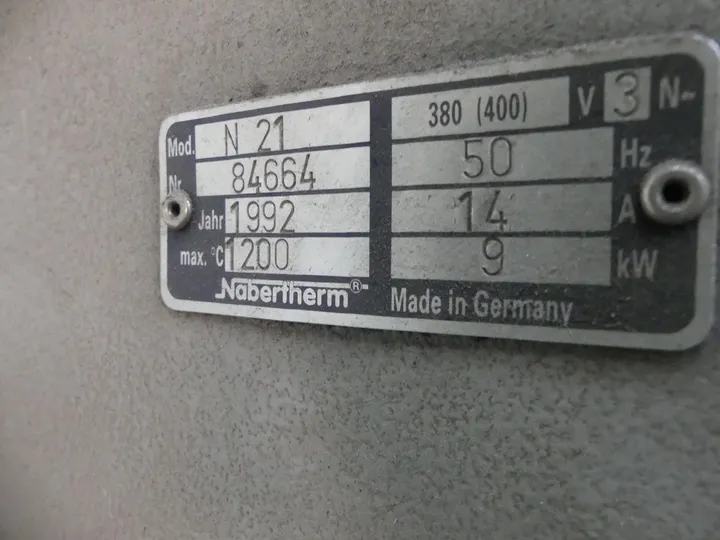 Mod. N 21
Nr. 84664
Jahr 1992
max. °C 1200
Nabertherm®
380 (400) V 3 N~
50 Hz
14 A
9 kW
Made in Germany